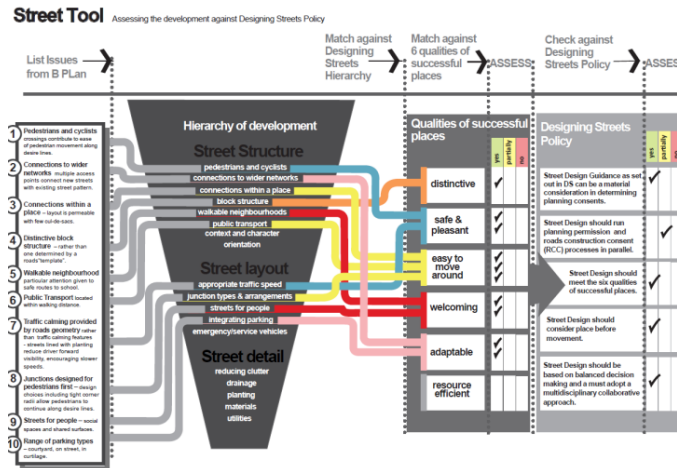 Street Tool Assessing the development against Designing Streets Policy
List Issues
from B PLan
Match against
Designing
Streets
Hierarchy
Match against
6 qualities of
successful
places
ASSESS
Check against
Designing
Streets Policy
ASSES
1 Pedestrians and cyclists
crossings contribute to ease
of pedestrian movement along
desire lines.
2 Connections to wider
networks multiple access
points connect new streets
with existing street pattern.
3 Connections within a
place – layout is permeable
with few cul-de-sacs.
4 Distinctive block
structure – rather than
one determined by a
roads"template".
5 Walkable neighbourhood
particular attention given to
safe routes to school.
6 Public Transport located
within walking distance.
7 Traffic calming provided
by roads geometry rather
than traffic calming features
- streets lined with planting
reduce driver forward
visibility, encouraging slower
speeds.
8 Junctions designed for
pedestrians first – design
choices including tight corner
radii allow pedestrians to
continue along desire lines.
9 Streets for people – social
spaces and shared surfaces.
10 Range of parking types
– courtyard, on street, in
curtilage.
Hierarchy of development
Street Structure
pedestrians and cyclists
connections to wider networks
connections within a place
block structure
walkable neighbourhoods
public transport
context and character
orientation
Street layout
appropriate traffic speed
junction types & arrangements
streets for people
integrating parking
emergency/service vehicles
Street detail
reducing clutter
drainage
planting
materials
utilities
Qualities of successful
places
yes
partially
no
distinctive
safe &
pleasant
easy to
move
around
welcoming
adaptable
resource
efficient
Designing Streets
Policy
yes
partially
no
Street Design Guidance as set
out in DS can be a material
consideration in determining
planning consents.
Street Design should run
planning permission and
roads construction consent
(RCC) processes in parallel.
Street Design should
meet the six qualities
of successful places.
Street Design should
consider place before
movement.
Street Design should be
based on balanced decision
making and a must adopt a
multidisciplinary collaborative
approach.